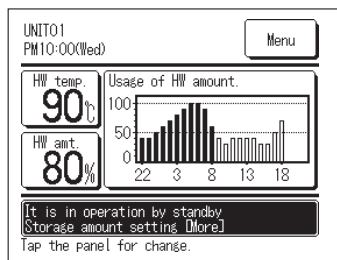 UNIT01
PM10:00(Wed)
Menu
HW temp.
90℃
Usage of HW amount.
100
50
0
22 3 8 13 18
HW amt.
80%
It is in operation by standby
Storage amount setting [More]
Tap the panel for change.